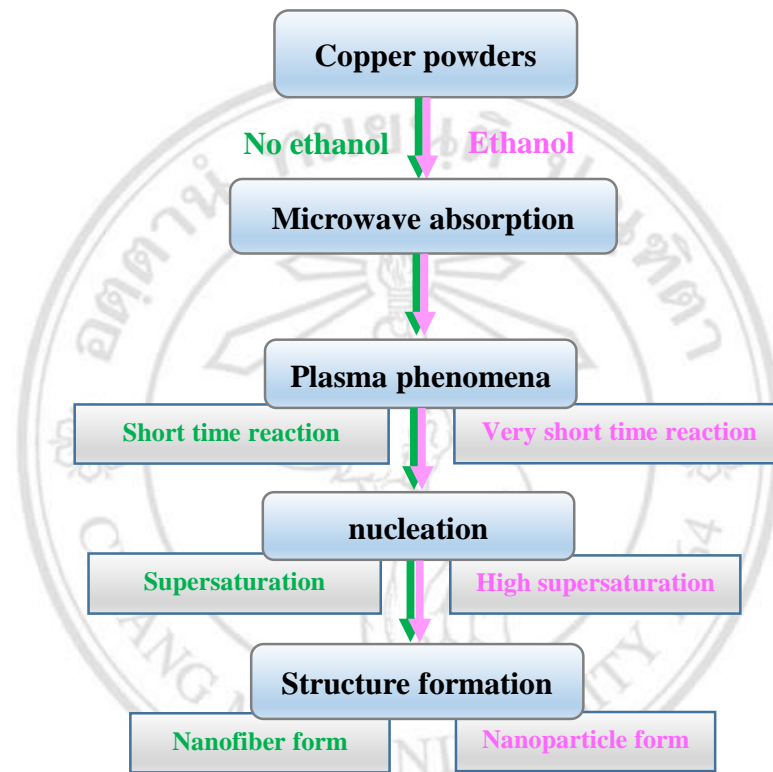 Copper powders
No ethanol
Ethanol
Microwave absorption
Plasma phenomena
Short time reaction
Very short time reaction
nucleation
Supersaturation
High supersaturation
Structure formation
Nanofiber form
Nanoparticle form